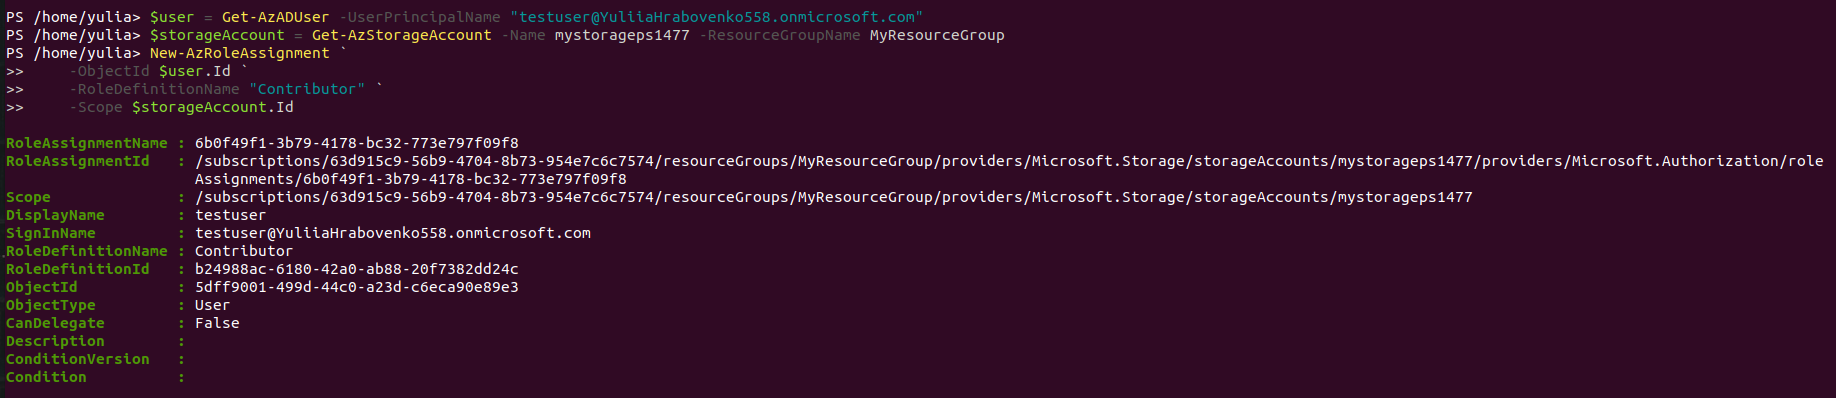 PS /home/yulia> $user = Get-AzADUser -UserPrincipalName "testuser@YuliiaHrabovenko558.onmicrosoft.com"
PS /home/yulia> $storageAccount = Get-AzStorageAccount -Name mystorageps1477 -ResourceGroupName MyResourceGroup
PS /home/yulia> New-AzRoleAssignment `
>>     -ObjectId $user.Id `
>>     -RoleDefinitionName "Contributor" `
>>     -Scope $storageAccount.Id
RoleAssignmentName : 6b0f49f1-3b79-4178-bc32-773e797f09f8
RoleAssignmentId   : /subscriptions/63d915c9-56b9-4704-8b73-954e7c6c7574/resourceGroups/MyResourceGroup/providers/Microsoft.Storage/storageAccounts/mystorageps1477/providers/Microsoft.Authorization/role
                     Assignments/6b0f49f1-3b79-4178-bc32-773e797f09f8
Scope              : /subscriptions/63d915c9-56b9-4704-8b73-954e7c6c7574/resourceGroups/MyResourceGroup/providers/Microsoft.Storage/storageAccounts/mystorageps1477
DisplayName        : testuser
SignInName         : testuser@YuliiaHrabovenko558.onmicrosoft.com
RoleDefinitionName : Contributor
RoleDefinitionId   : b24988ac-6180-42a0-ab88-20f7382dd24c
ObjectId           : 5dff9001-499d-44c0-a23d-c6eca90e89e3
ObjectType         : User
CanDelegate        : False
Description        :
ConditionVersion   :
Condition          :